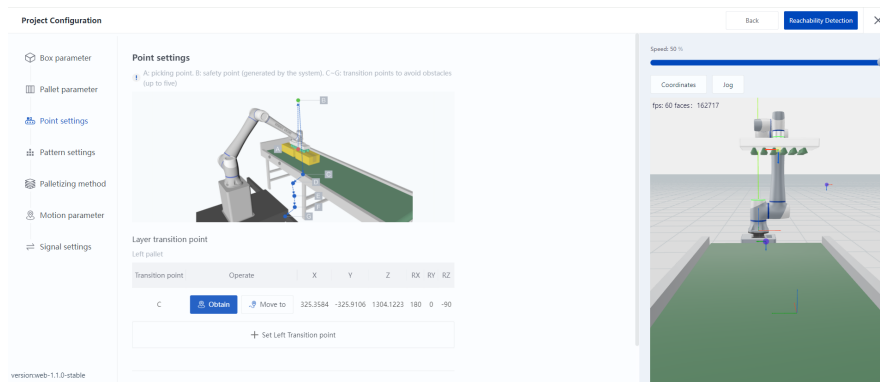 Project Configuration
Back
Reachability Detection
Box parameter
Pallet parameter
Point settings
Pattern settings
Palletizing method
Motion parameter
Signal settings
version:web-1.1.0-stable
Point settings
A: picking point, B: safety point (generated by the system), C~G: transition points to avoid obstacles
(up to five)
Layer transition point
Left pallet
Transition point Operate X Y Z RX RY RZ
C Obtain Move to 325.3584 -325.9106 1304.1223 180 0 -90
Set Left Transition point
Speed: 50 %
Coordinates Jog
fps: 60 faces: 162717